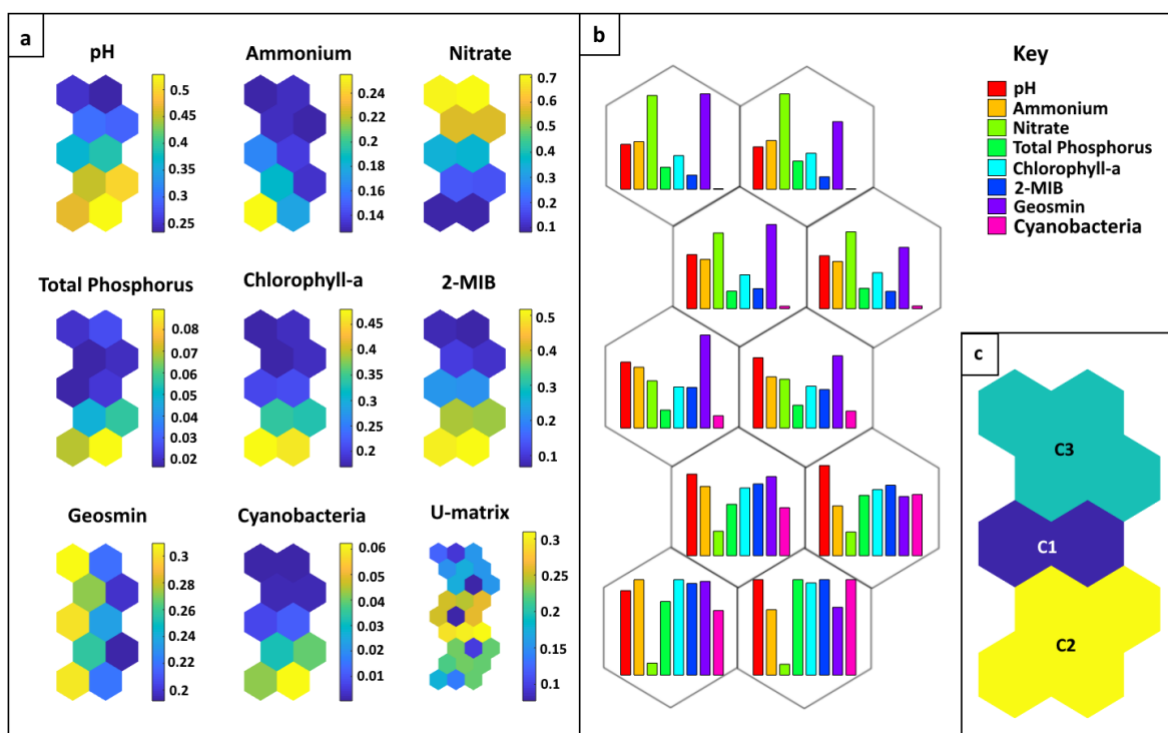 a
pH
0.5
0.45
0.4
0.35
0.3
0.25
Ammonium
0.24
0.22
0.2
0.18
0.16
0.14
Nitrate
0.7
0.6
0.5
0.4
0.3
0.2
0.1
Total Phosphorus
0.08
0.07
0.06
0.05
0.04
0.03
0.02
Chlorophyll-a
0.45
0.4
0.35
0.3
0.25
0.2
2-MIB
0.5
0.4
0.3
0.2
0.1
Geosmin
0.3
0.28
0.26
0.24
0.22
0.2
Cyanobacteria
0.06
0.05
0.04
0.03
0.02
0.01
U-matrix
0.3
0.25
0.2
0.15
0.1
b
Key
pH
Ammonium
Nitrate
Total Phosphorus
Chlorophyll-a
2-MIB
Geosmin
Cyanobacteria
c
C3
C1
C2